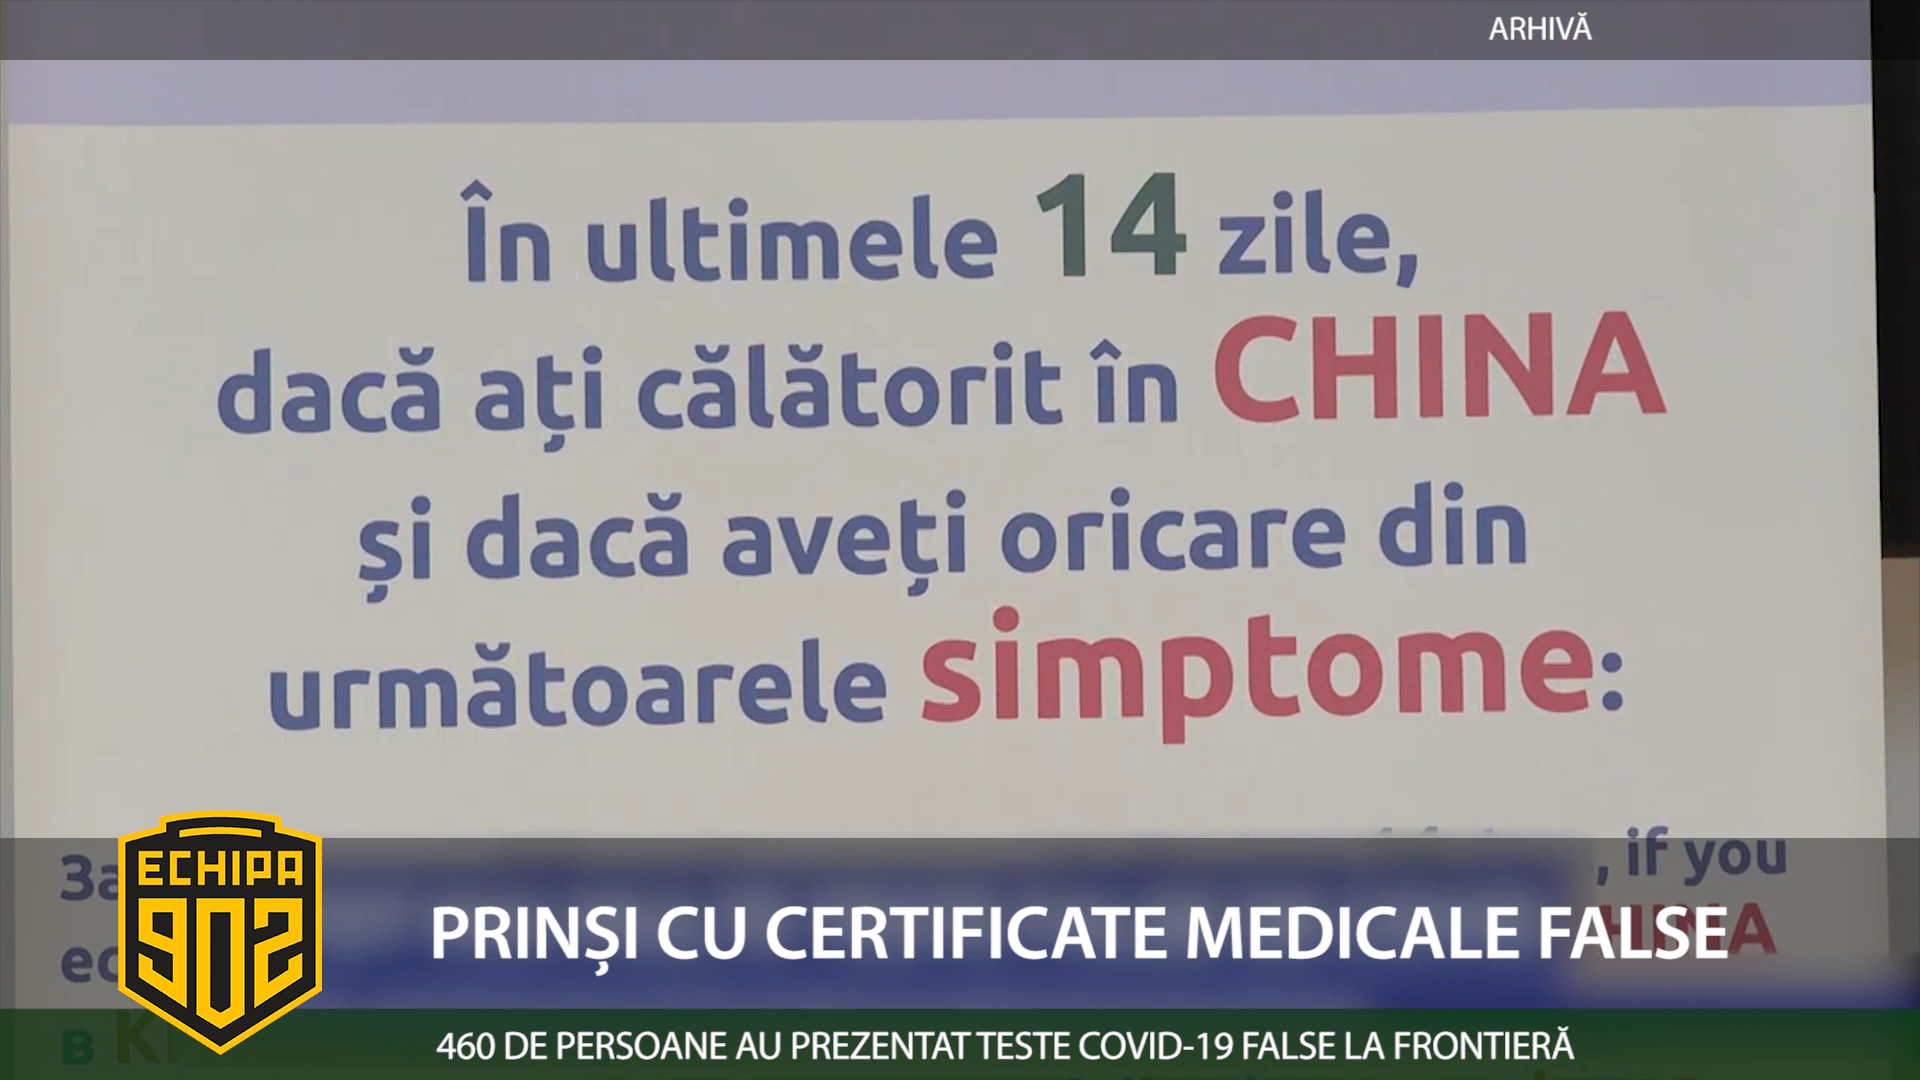 ARHIVĂ
În ultimele 14 zile,
dacă ați călătorit în CHINA
și dacă aveți oricare din
următoarele simptome:
, if you
ECHIPA
902
PRINȘI CU CERTIFICATE MEDICALE FALSE
460 DE PERSOANE AU PREZENTAT TESTE COVID-19 FALSE LA FRONTIERĂ